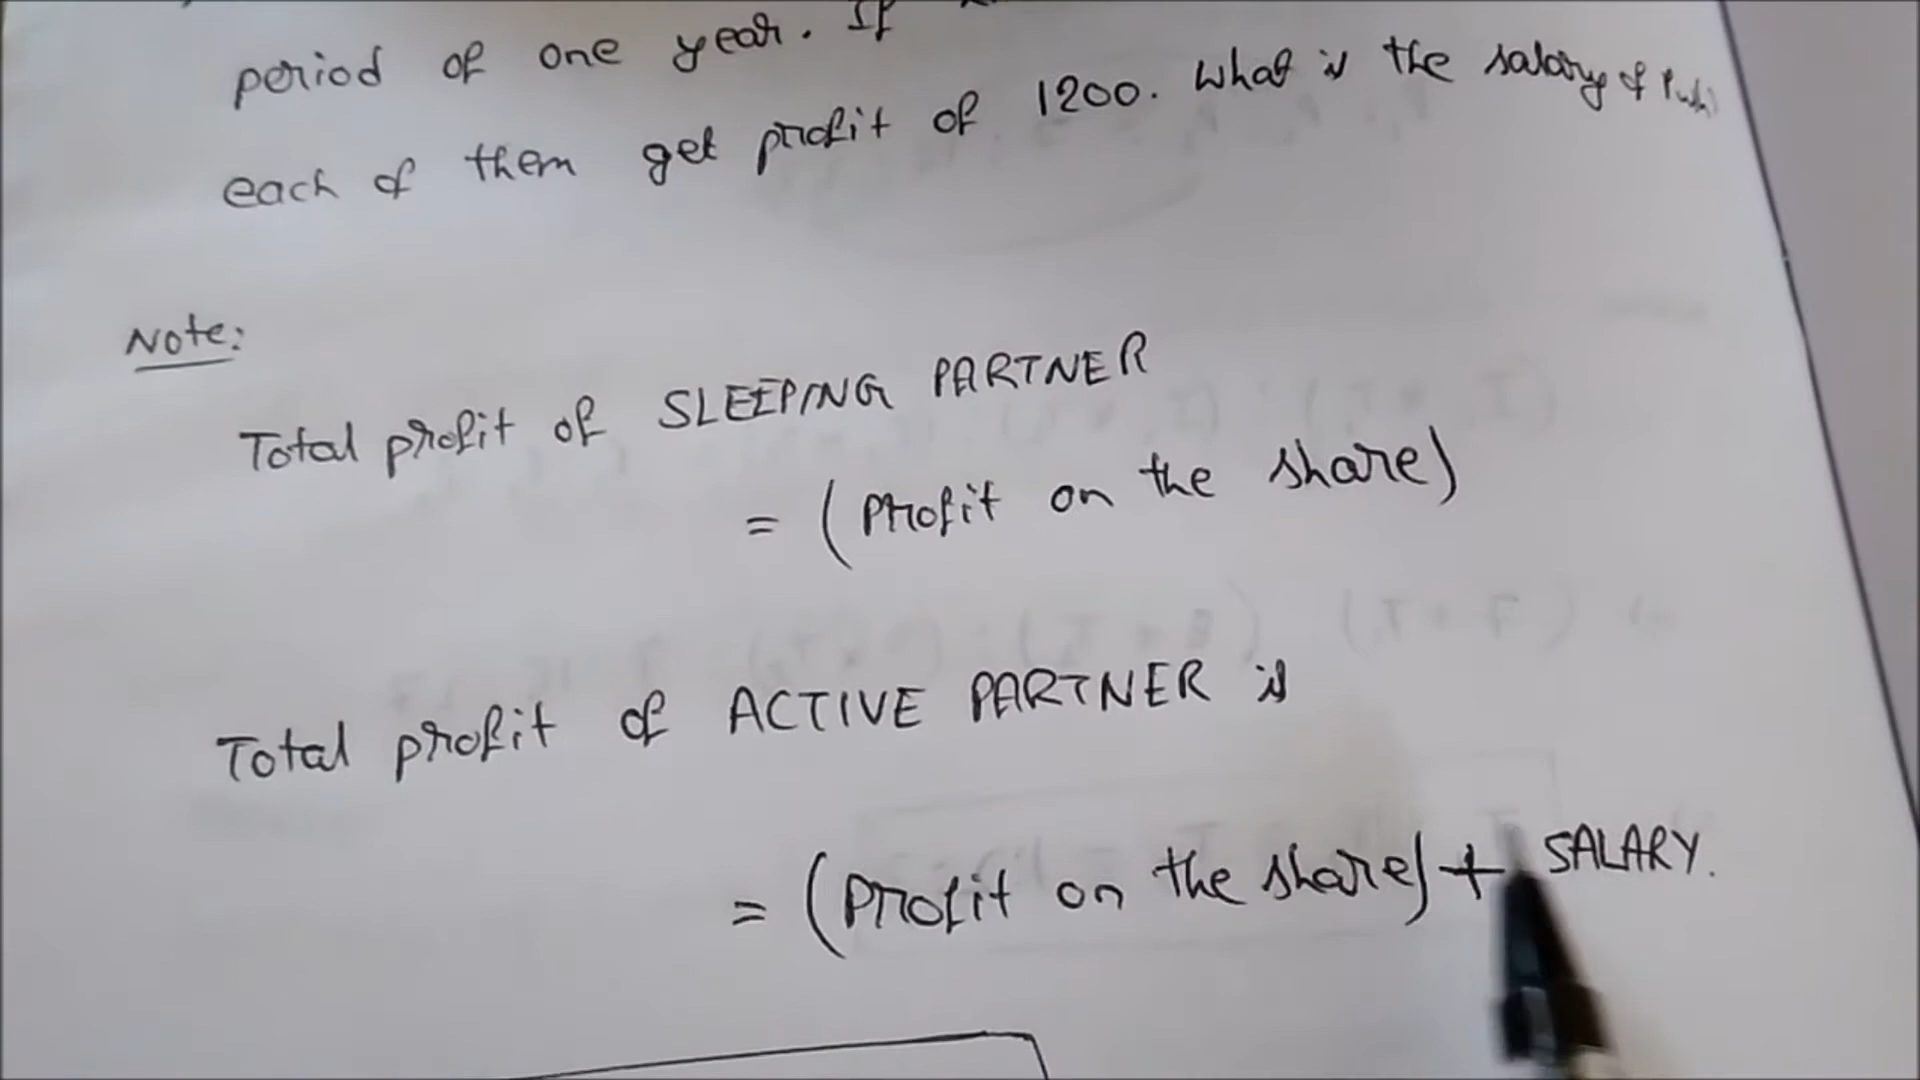 period of one year. If
each of them get profit of 1200. What is the salary of
Note:
Total profit of SLEEPING PARTNER
= (Profit on the share)
Total profit of ACTIVE PARTNER is
= (Profit on the share) + SALARY.